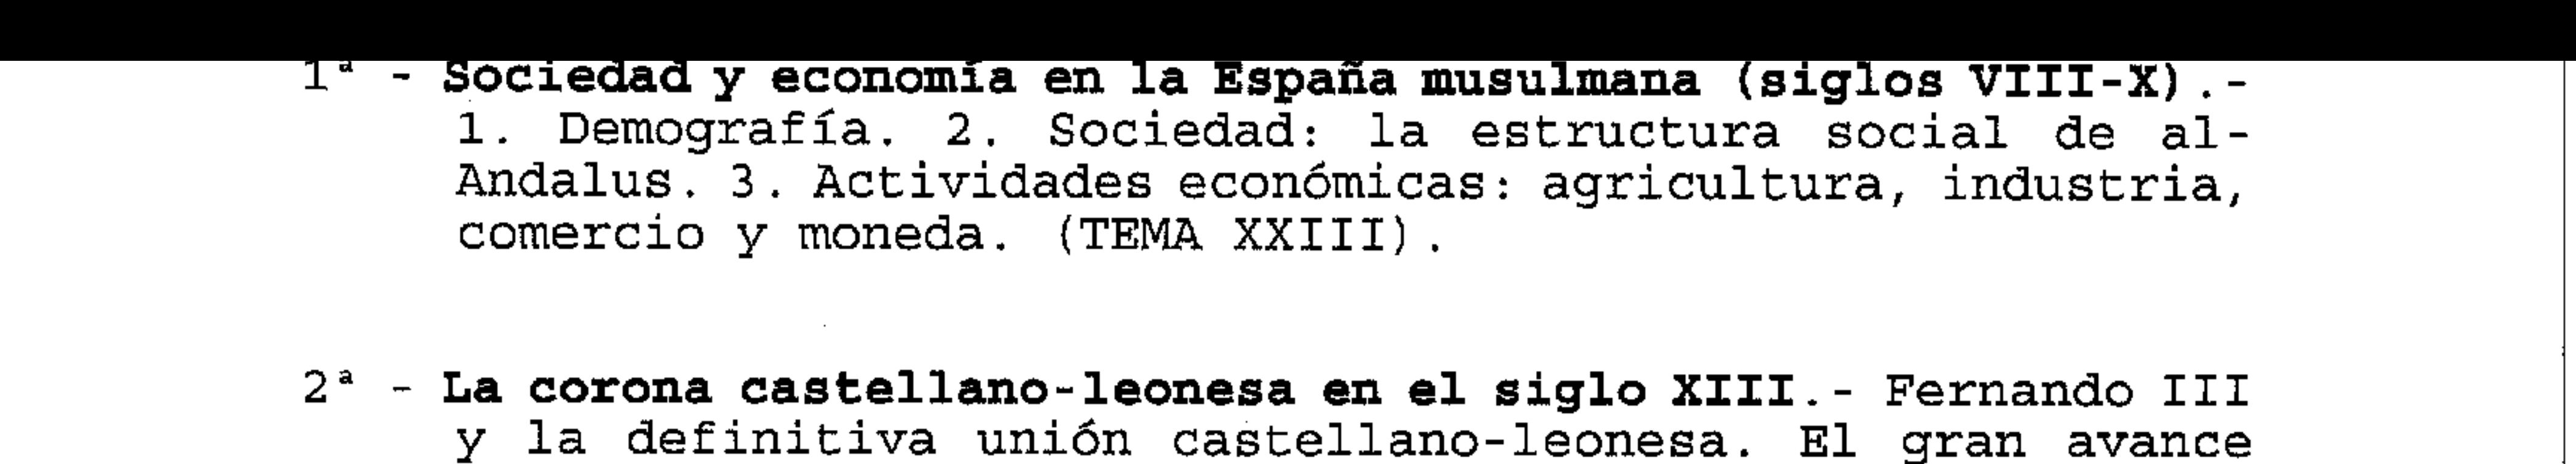 1ª - Sociedad y economía en la España musulmana (siglos VIII-X).-
1. Demografía. 2. Sociedad: la estructura social de al-
Andalus. 3. Actividades económicas: agricultura, industria,
comercio y moneda. (TEMA XXIII).
2ª - La corona castellano-leonesa en el siglo XIII.- Fernando III
y la definitiva unión castellano-leonesa. El gran avance